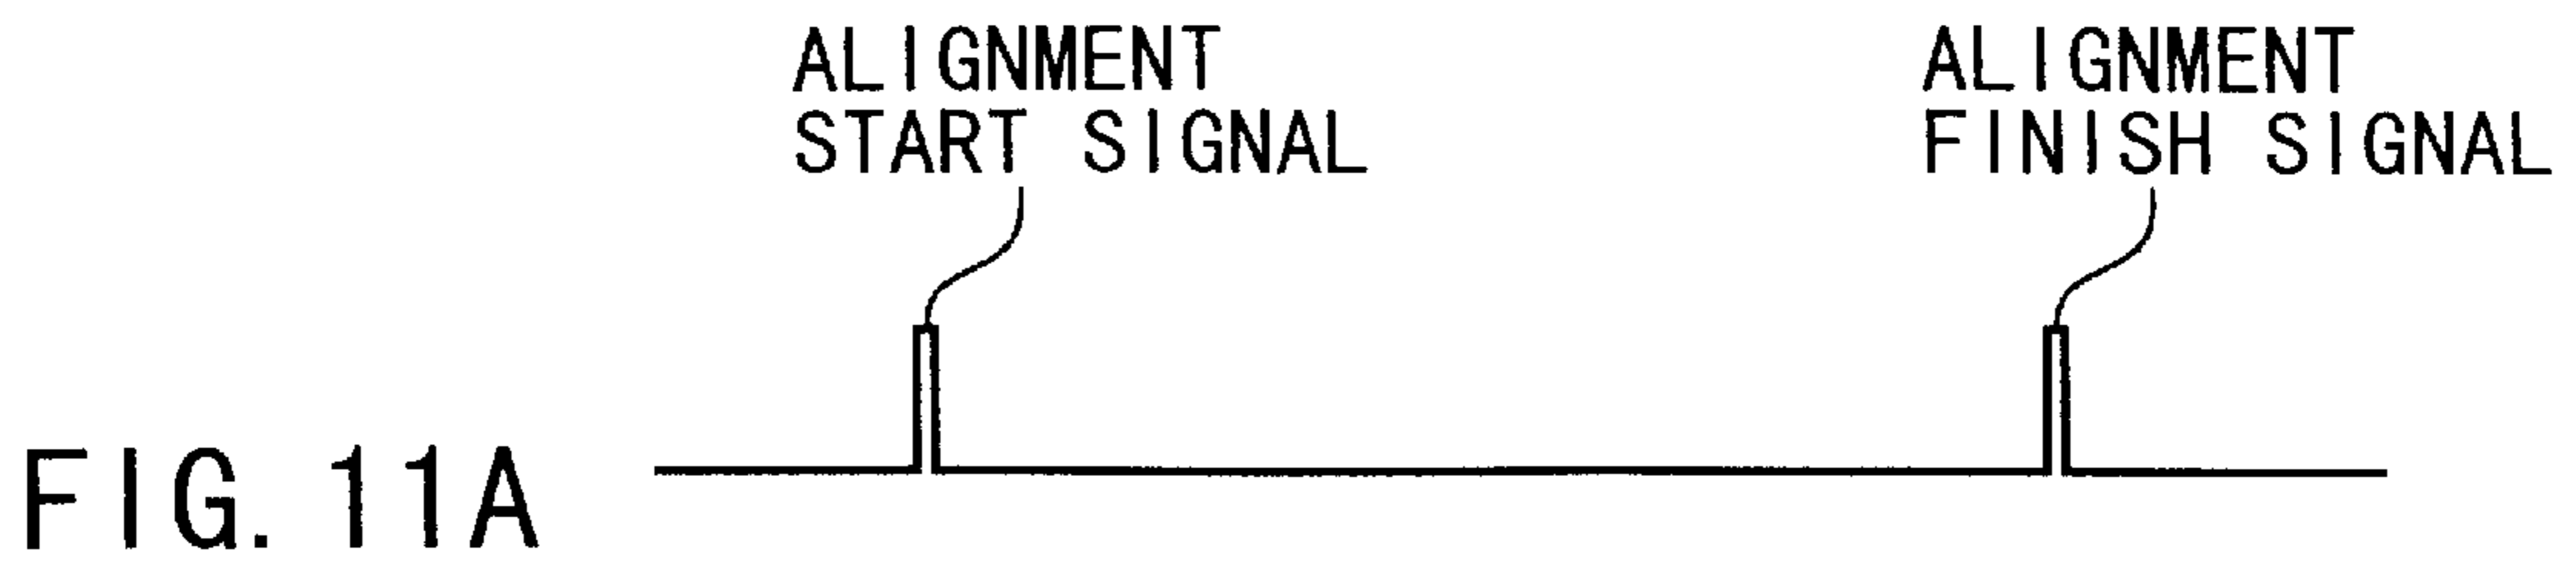 ALIGNMENT
START SIGNAL
ALIGNMENT
FINISH SIGNAL
FIG. 11A